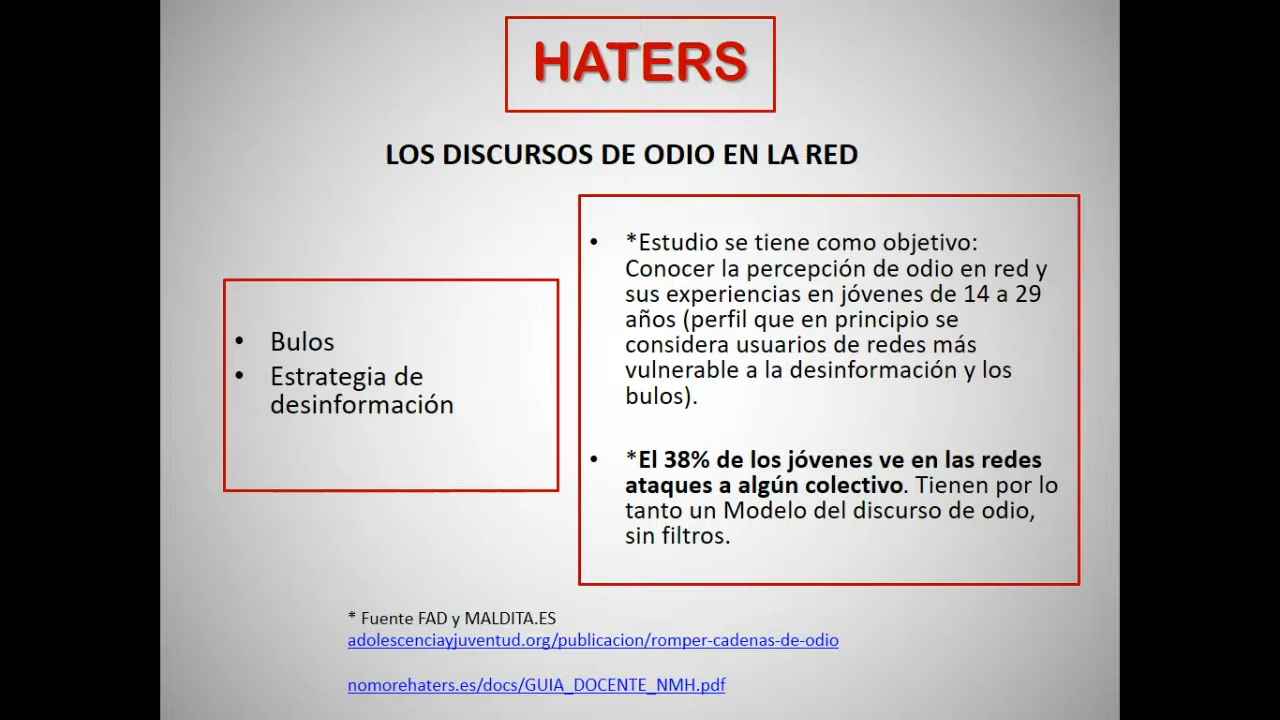 HATERS
LOS DISCURSOS DE ODIO EN LA RED
• Bulos
• Estrategia de
desinformación
• *Estudio se tiene como objetivo:
Conocer la percepción de odio en red y
sus experiencias en jóvenes de 14 a 29
años (perfil que en principio se
considera usuarios de redes más
vulnerable a la desinformación y los
bulos).
• *El 38% de los jóvenes ve en las redes
ataques a algún colectivo. Tienen por lo
tanto un Modelo del discurso de odio,
sin filtros.
* Fuente FAD y MALDITA.ES
adolescenciayjuventud.org/publicacion/romper-cadenas-de-odio
nomorehaters.es/docs/GUIA_DOCENTE_NMH.pdf